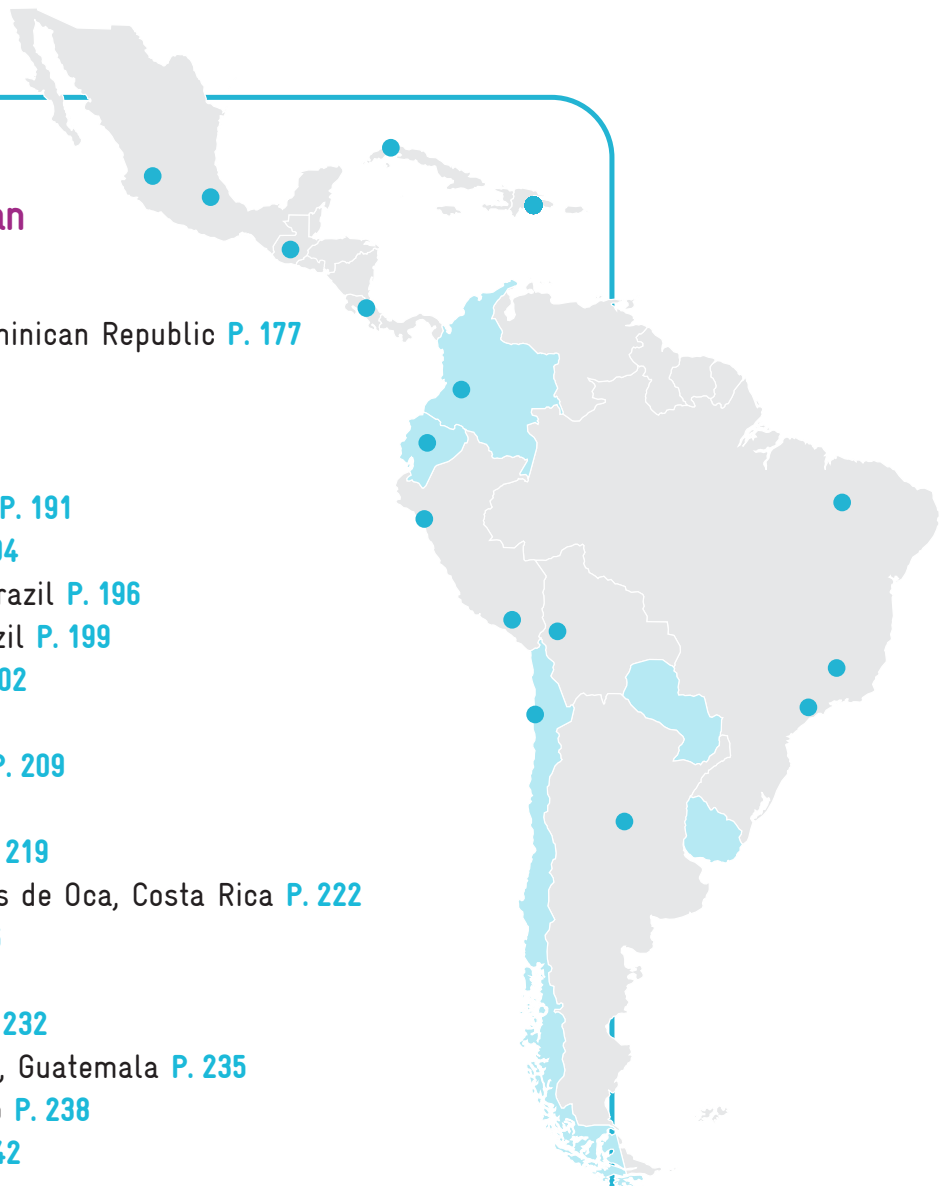 an
minican Republic P. 177
P. 191
04
razil P. 196
zil P. 199
02
P. 209
219
s de Oca, Costa Rica P. 222
232
, Guatemala P. 235
P. 238
42